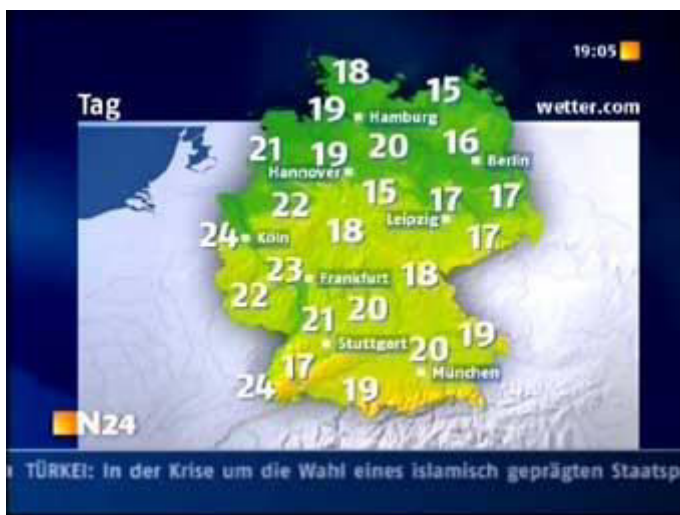 19:05
Tag
wetter.com
18
15
19
Hamburg
21
19
20
16
Berlin
Hannover
15
17
17
22
Leipzig
24
Köln
18
17
23
Frankfurt
18
22
20
21
19
Stuttgart
20
17
München
24
19
N24
TÜRKEI: In der Krise um die Wahl eines islamisch geprägten Staatsp